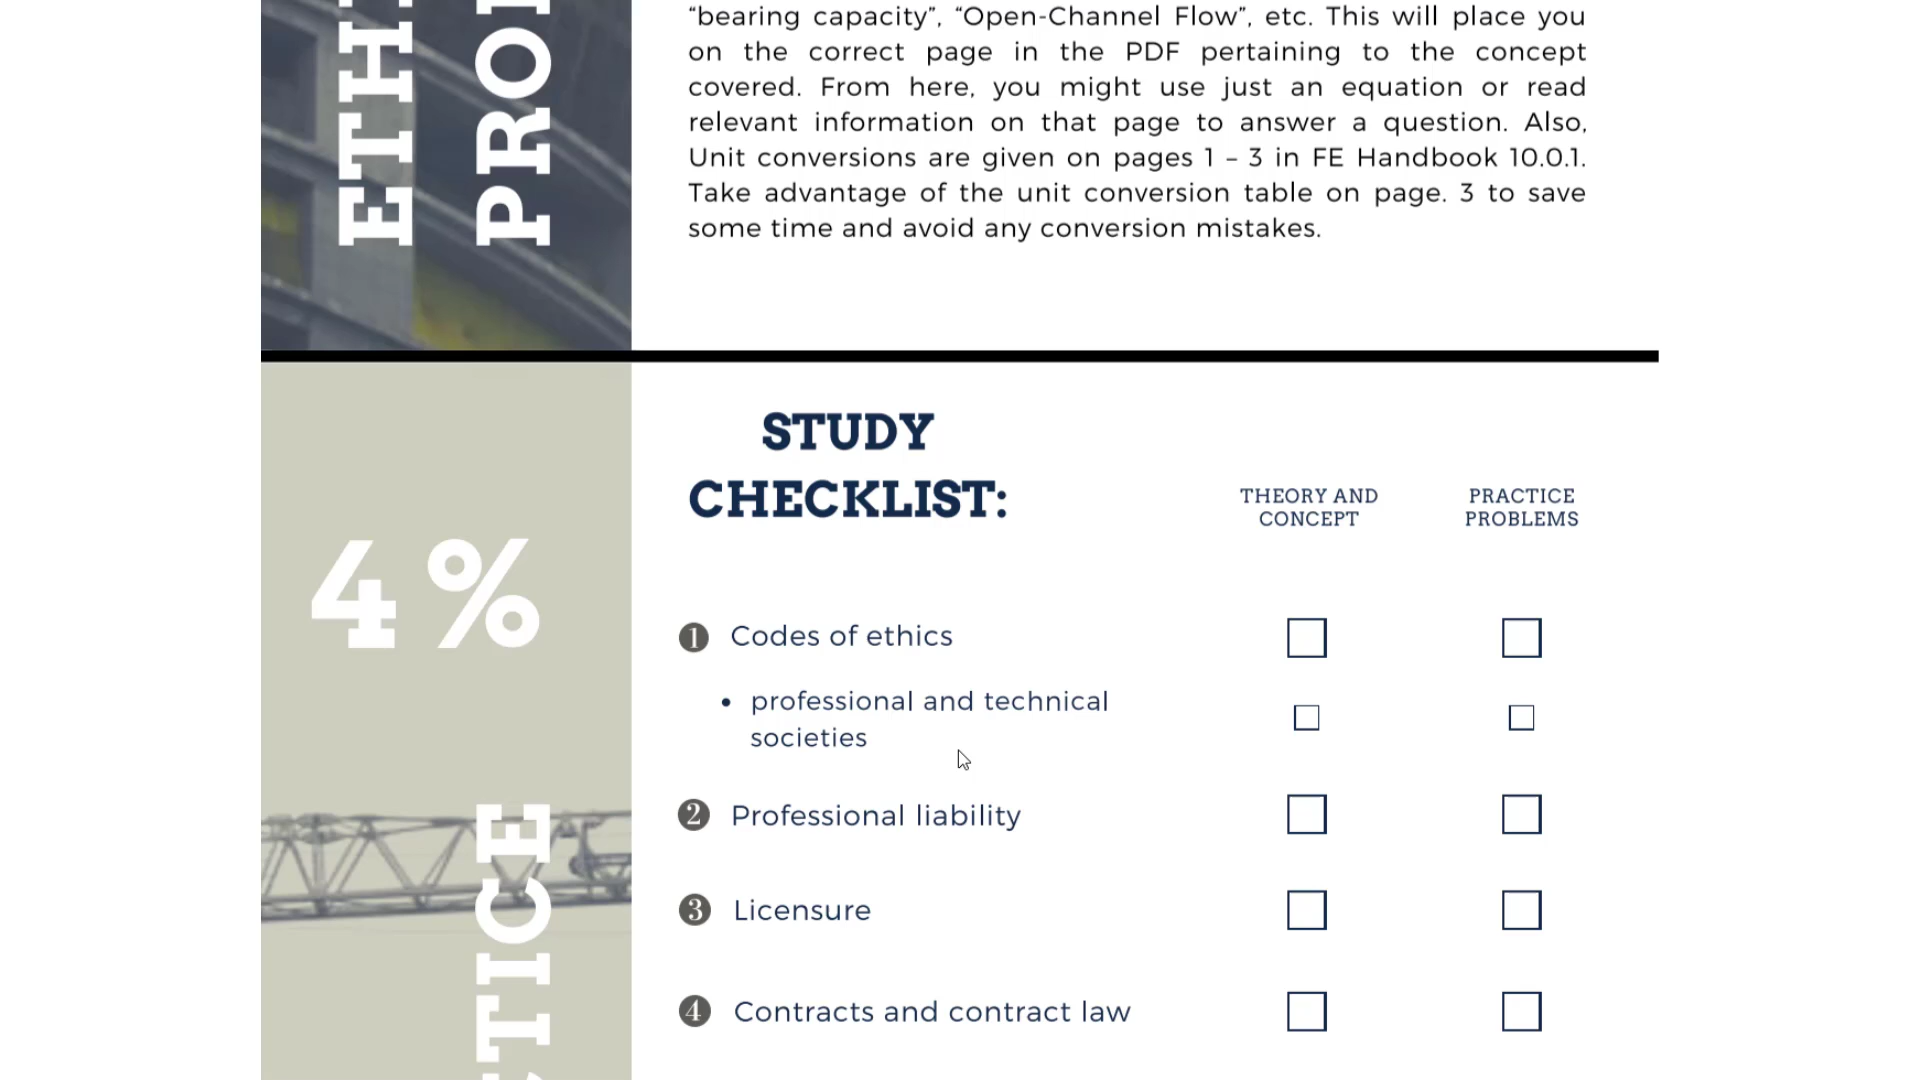 ETH
PRO
“bearing capacity”, “Open-Channel Flow”, etc. This will place you
on the correct page in the PDF pertaining to the concept
covered. From here, you might use just an equation or read
relevant information on that page to answer a question. Also,
Unit conversions are given on pages 1 – 3 in FE Handbook 10.0.1.
Take advantage of the unit conversion table on page. 3 to save
some time and avoid any conversion mistakes.
4%
TICE
STUDY
CHECKLIST:
THEORY AND
CONCEPT
PRACTICE
PROBLEMS
1 Codes of ethics
• professional and technical
societies
2 Professional liability
3 Licensure
4 Contracts and contract law